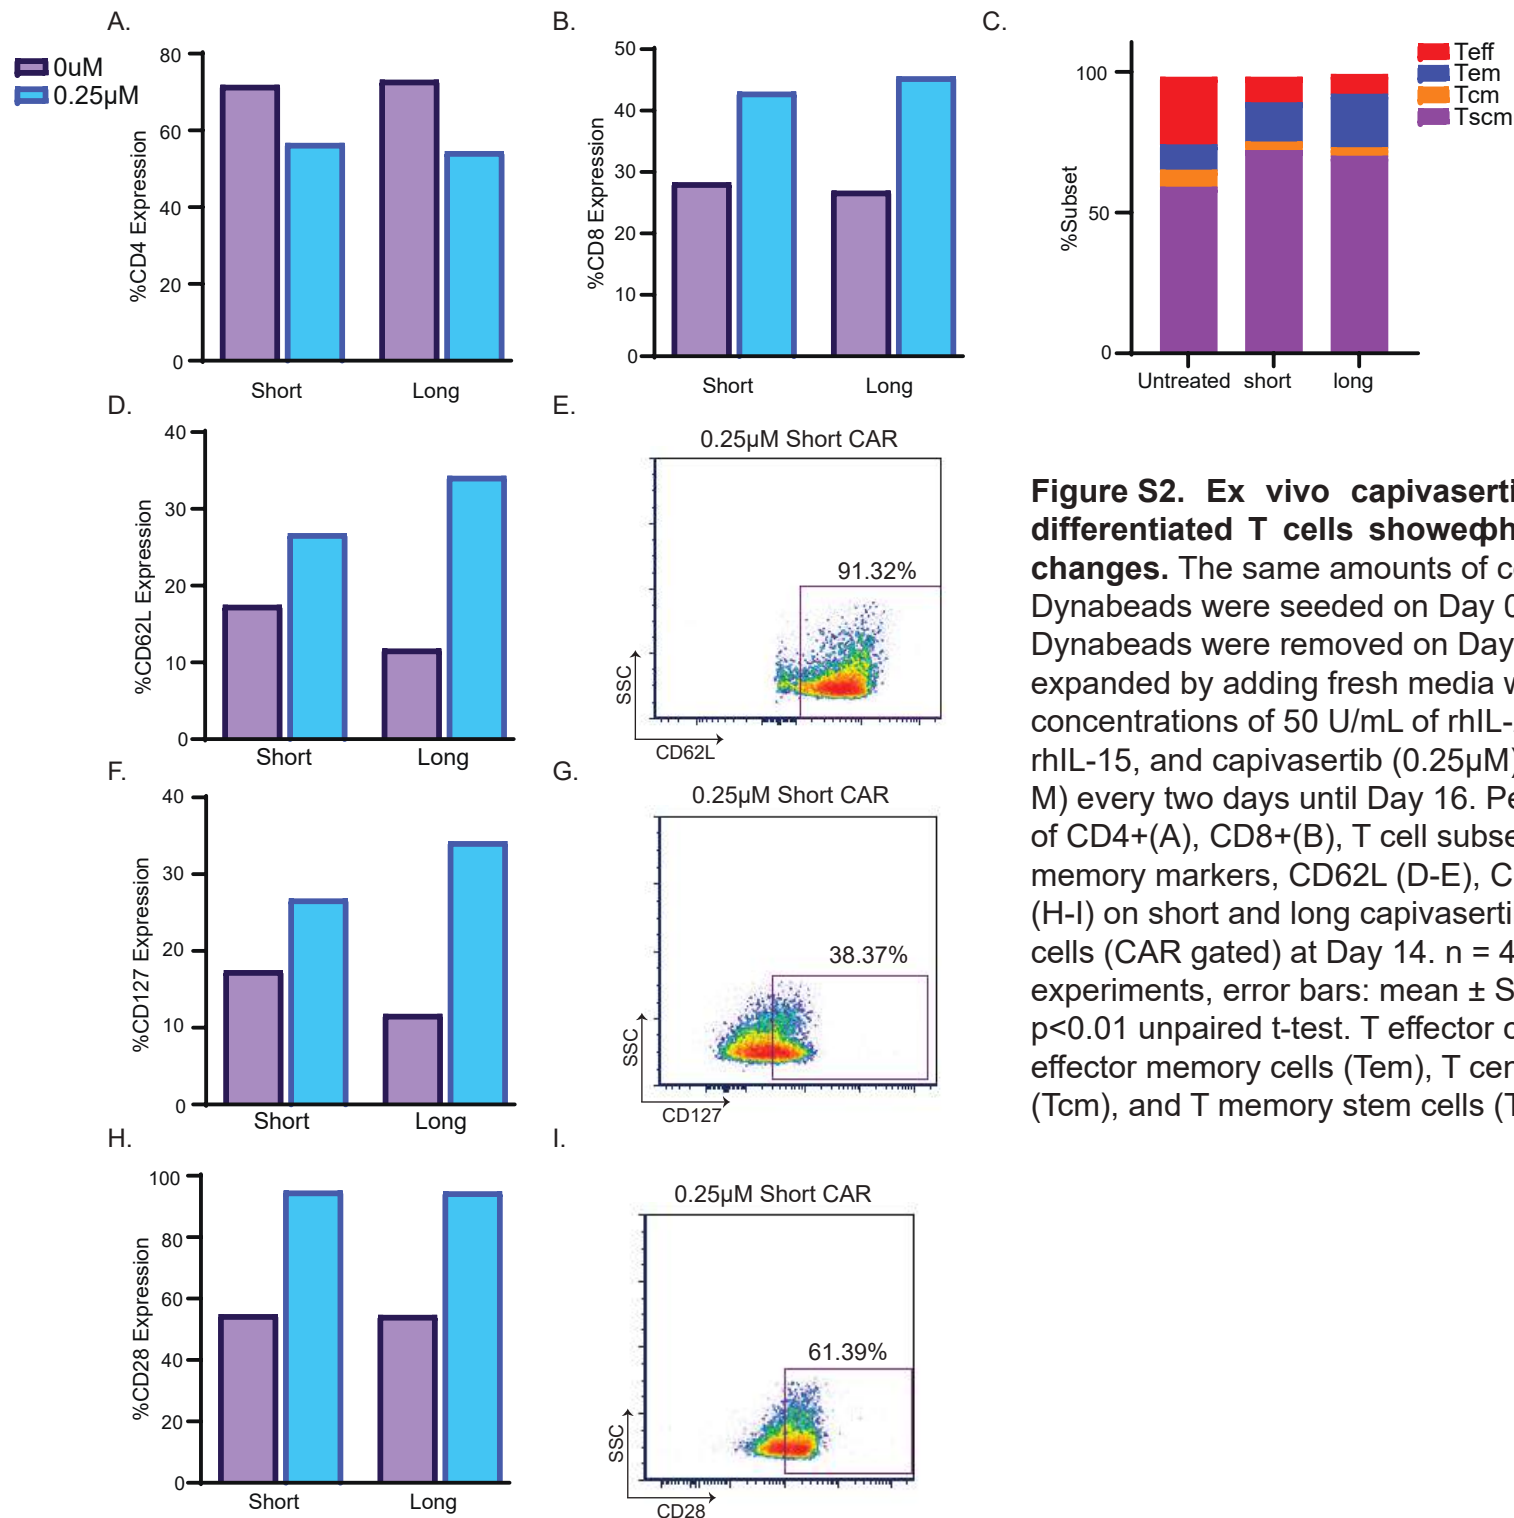 A.
0uM
0.25µM
%CD4 Expression
80
60
40
20
0
Short Long
B.
%CD8 Expression
50
40
30
20
10
0
Short Long
C.
%Subset
100
50
0
Untreated short long
Teff
Tem
Tcm
Tscm
D.
%CD62L Expression
40
30
20
10
0
Short Long
E.
0.25µM Short CAR
91.32%
SSC
CD62L
F.
%CD127 Expression
40
30
20
10
0
Short Long
G.
0.25µM Short CAR
38.37%
SSC
CD127
H.
%CD28 Expression
100
80
60
40
20
0
Short Long
I.
0.25µM Short CAR
61.39%
SSC
CD28
Figure S2. Ex vivo capivaserti
differentiated T cells showed ph
changes. The same amounts of c
Dynabeads were seeded on Day 0
Dynabeads were removed on Day
expanded by adding fresh media w
concentrations of 50 U/mL of rhIL-
rhIL-15, and capivasertib (0.25µM)
M) every two days until Day 16. Pe
of CD4+(A), CD8+(B), T cell subse
memory markers, CD62L (D-E), C
(H-I) on short and long capivaserti
cells (CAR gated) at Day 14. n = 4
experiments, error bars: mean ± S
p<0.01 unpaired t-test. T effector c
effector memory cells (Tem), T cen
(Tcm), and T memory stem cells (T